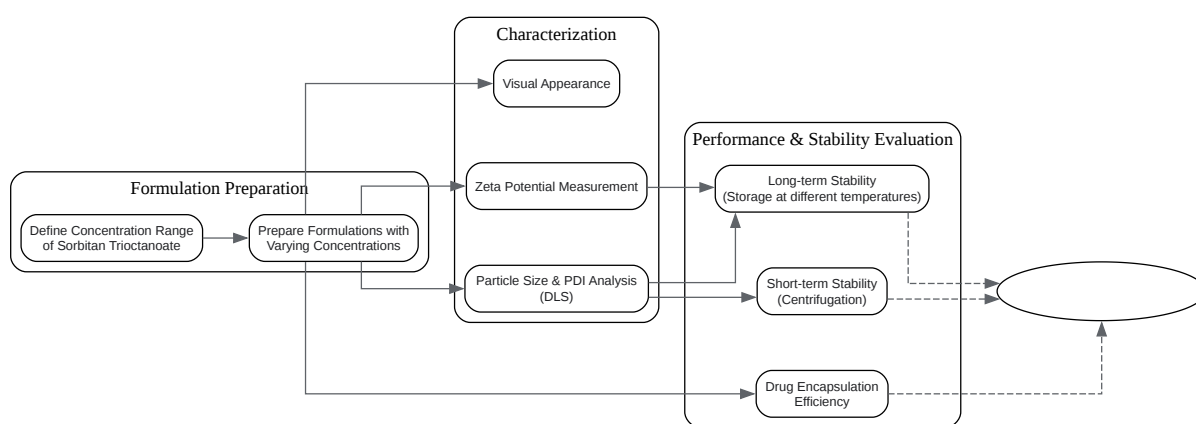 Formulation Preparation
Define Concentration Range
of Sorbitan Trioctanoate
Prepare Formulations with
Varying Concentrations
Characterization
Visual Appearance
Zeta Potential Measurement
Particle Size & PDI Analysis
(DLS)
Performance & Stability Evaluation
Long-term Stability
(Storage at different temperatures)
Short-term Stability
(Centrifugation)
Drug Encapsulation
Efficiency